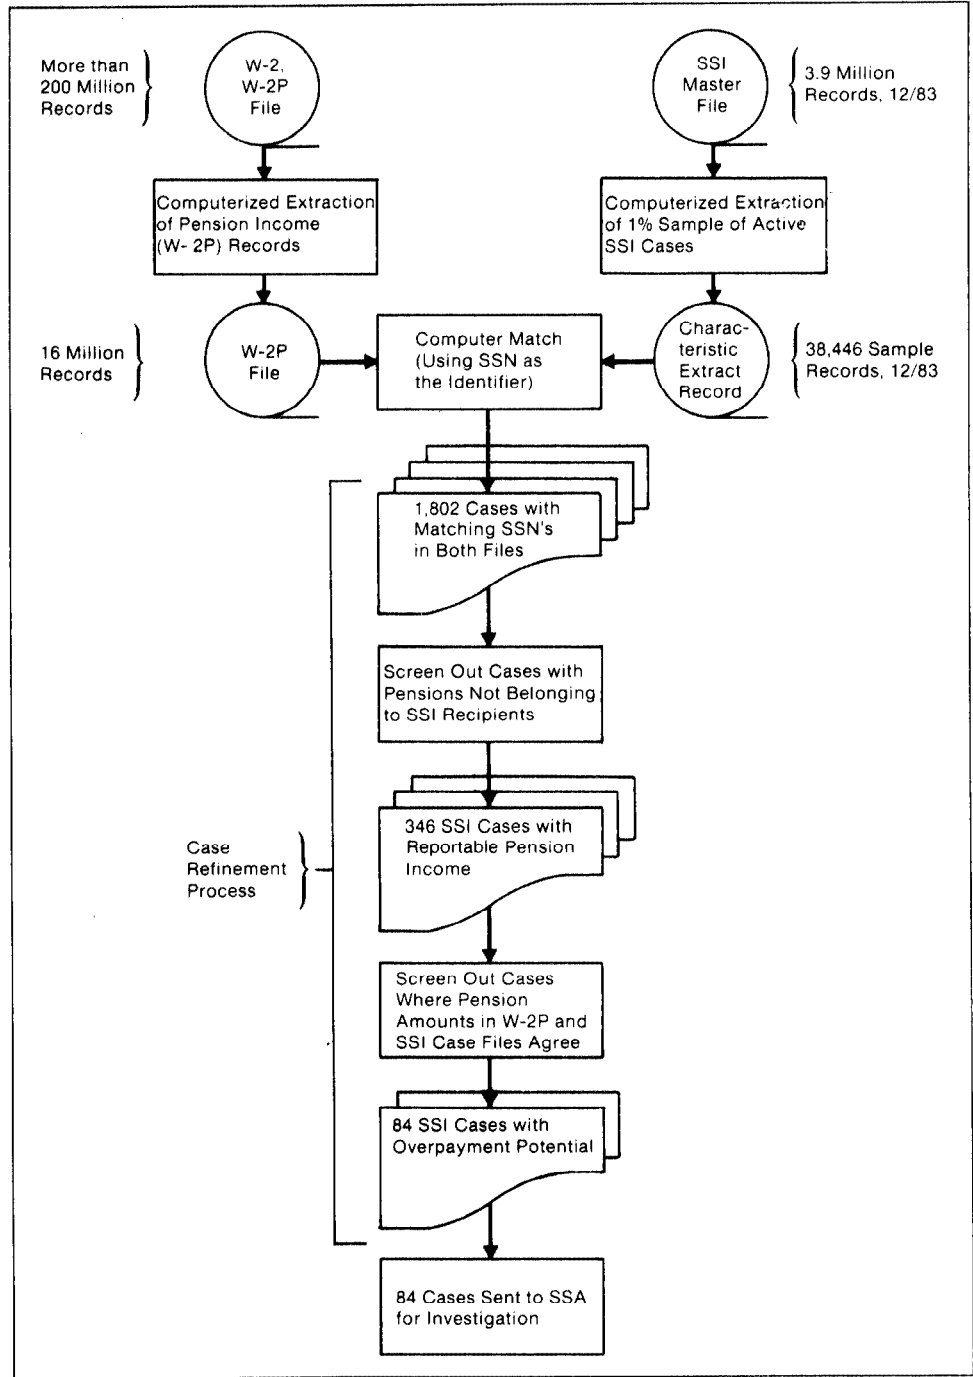 More than
200 Million
Records
W-2,
W-2P
File
SSI
Master
File
3.9 Million
Records, 12/83
Computerized Extraction
of Pension Income
(W- 2P) Records
Computerized Extraction
of 1% Sample of Active
SSI Cases
16 Million
Records
W-2P
File
Computer Match
(Using SSN as
the Identifier)
Charac-
teristic
Extract
Record
38,446 Sample
Records, 12/83
1,802 Cases with
Matching SSN's
in Both Files
Screen Out Cases with
Pensions Not Belonging
to SSI Recipients
Case
Refinement
Process
346 SSI Cases with
Reportable Pension
Income
Screen Out Cases
Where Pension
Amounts in W-2P and
SSI Case Files Agree
84 SSI Cases with
Overpayment Potential
84 Cases Sent to SSA
for Investigation